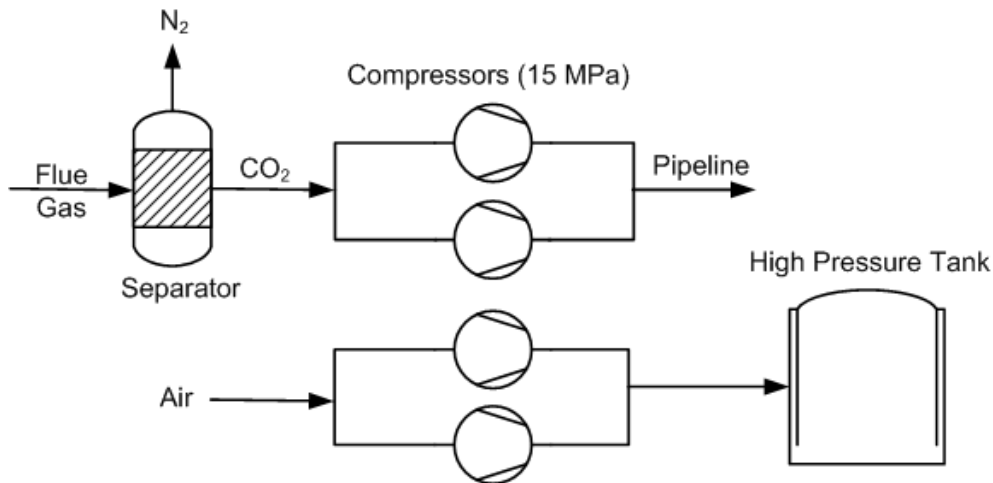 N₂
Compressors (15 MPa)
Flue
Gas
CO₂
Pipeline
Separator
High Pressure Tank
Air